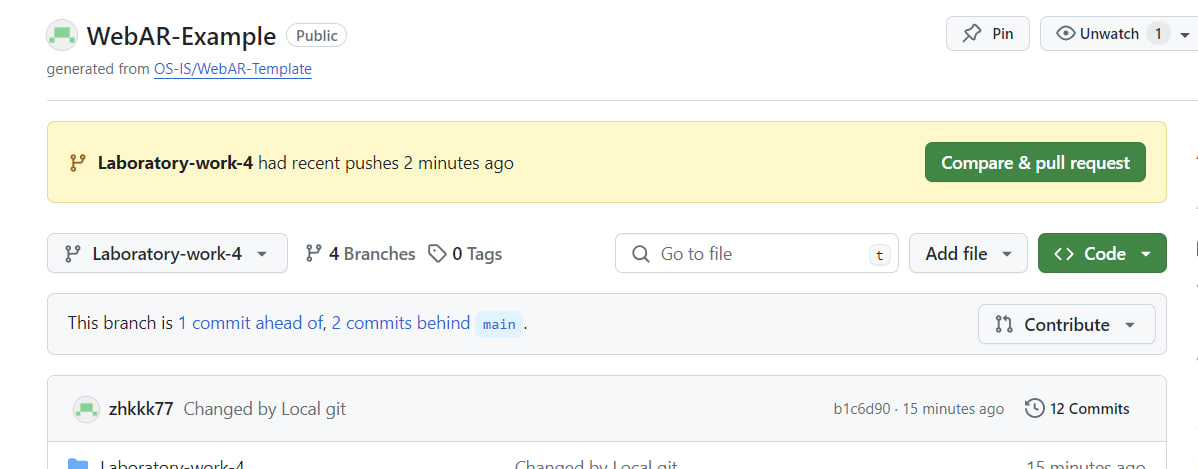 WebAR-Example Public Pin Unwatch 1
generated from OS-IS/WebAR-Template
Laboratory-work-4 had recent pushes 2 minutes ago Compare & pull request
Laboratory-work-4 4 Branches 0 Tags Go to file t Add file Code
This branch is 1 commit ahead of, 2 commits behind main. Contribute
zhkkk77 Changed by Local git b1c6d90 · 15 minutes ago 12 Commits
Laboratory-work-4 Changed by Local git 15 minutes ago